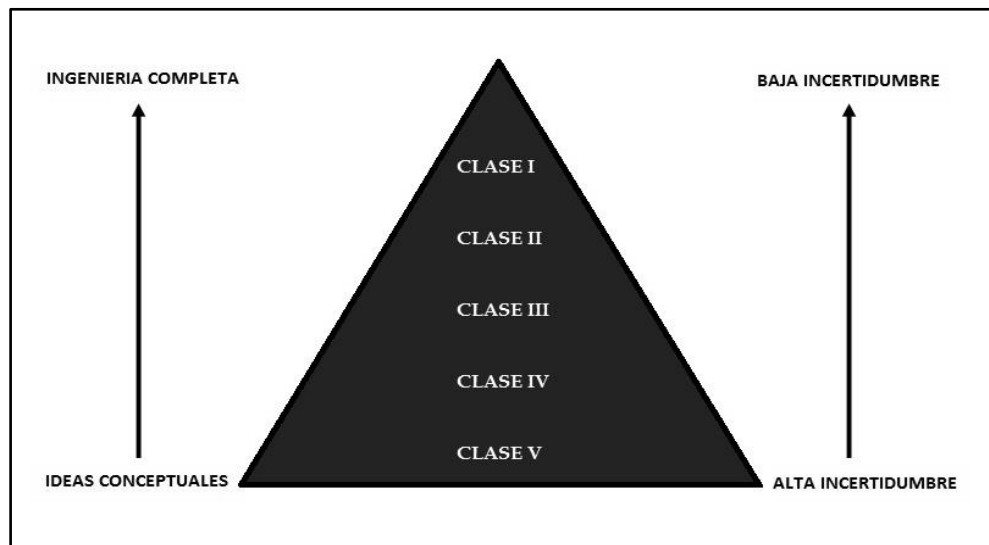 INGENIERIA COMPLETA
BAJA INCERTIDUMBRE
CLASE I
CLASE II
CLASE III
CLASE IV
CLASE V
IDEAS CONCEPTUALES
ALTA INCERTIDUMBRE